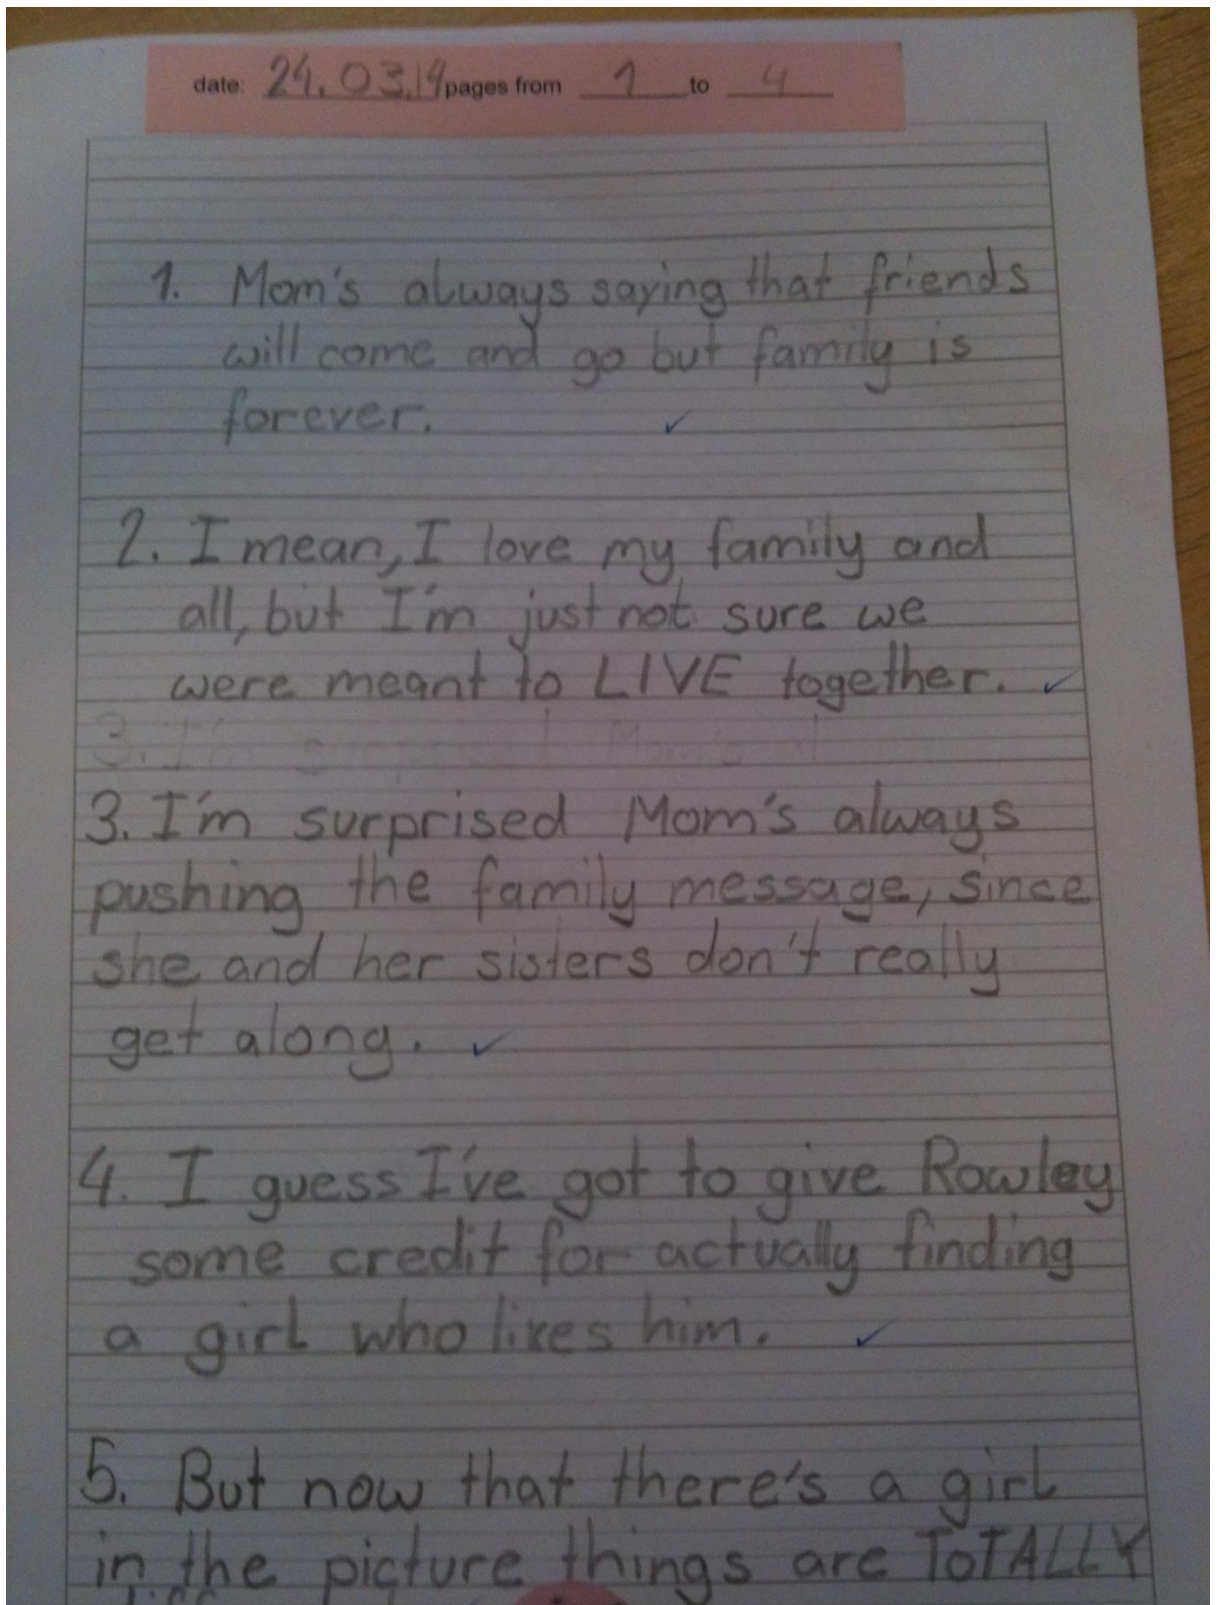 date: 24.03.14 pages from 1 to 4
1. Mom's always saying that friends
will come and go but family is
forever.
2. I mean, I love my family and
all, but I'm just not sure we
were meant to LIVE together.
3. I'm surprised Mom's al
3. I'm surprised Mom's always
pushing the family message, since
she and her sisters don't really
get along.
4. I guess I've got to give Rowley
some credit for actually finding
a girl who likes him.
5. But now that there's a girl
in the picture things are ToTALLY